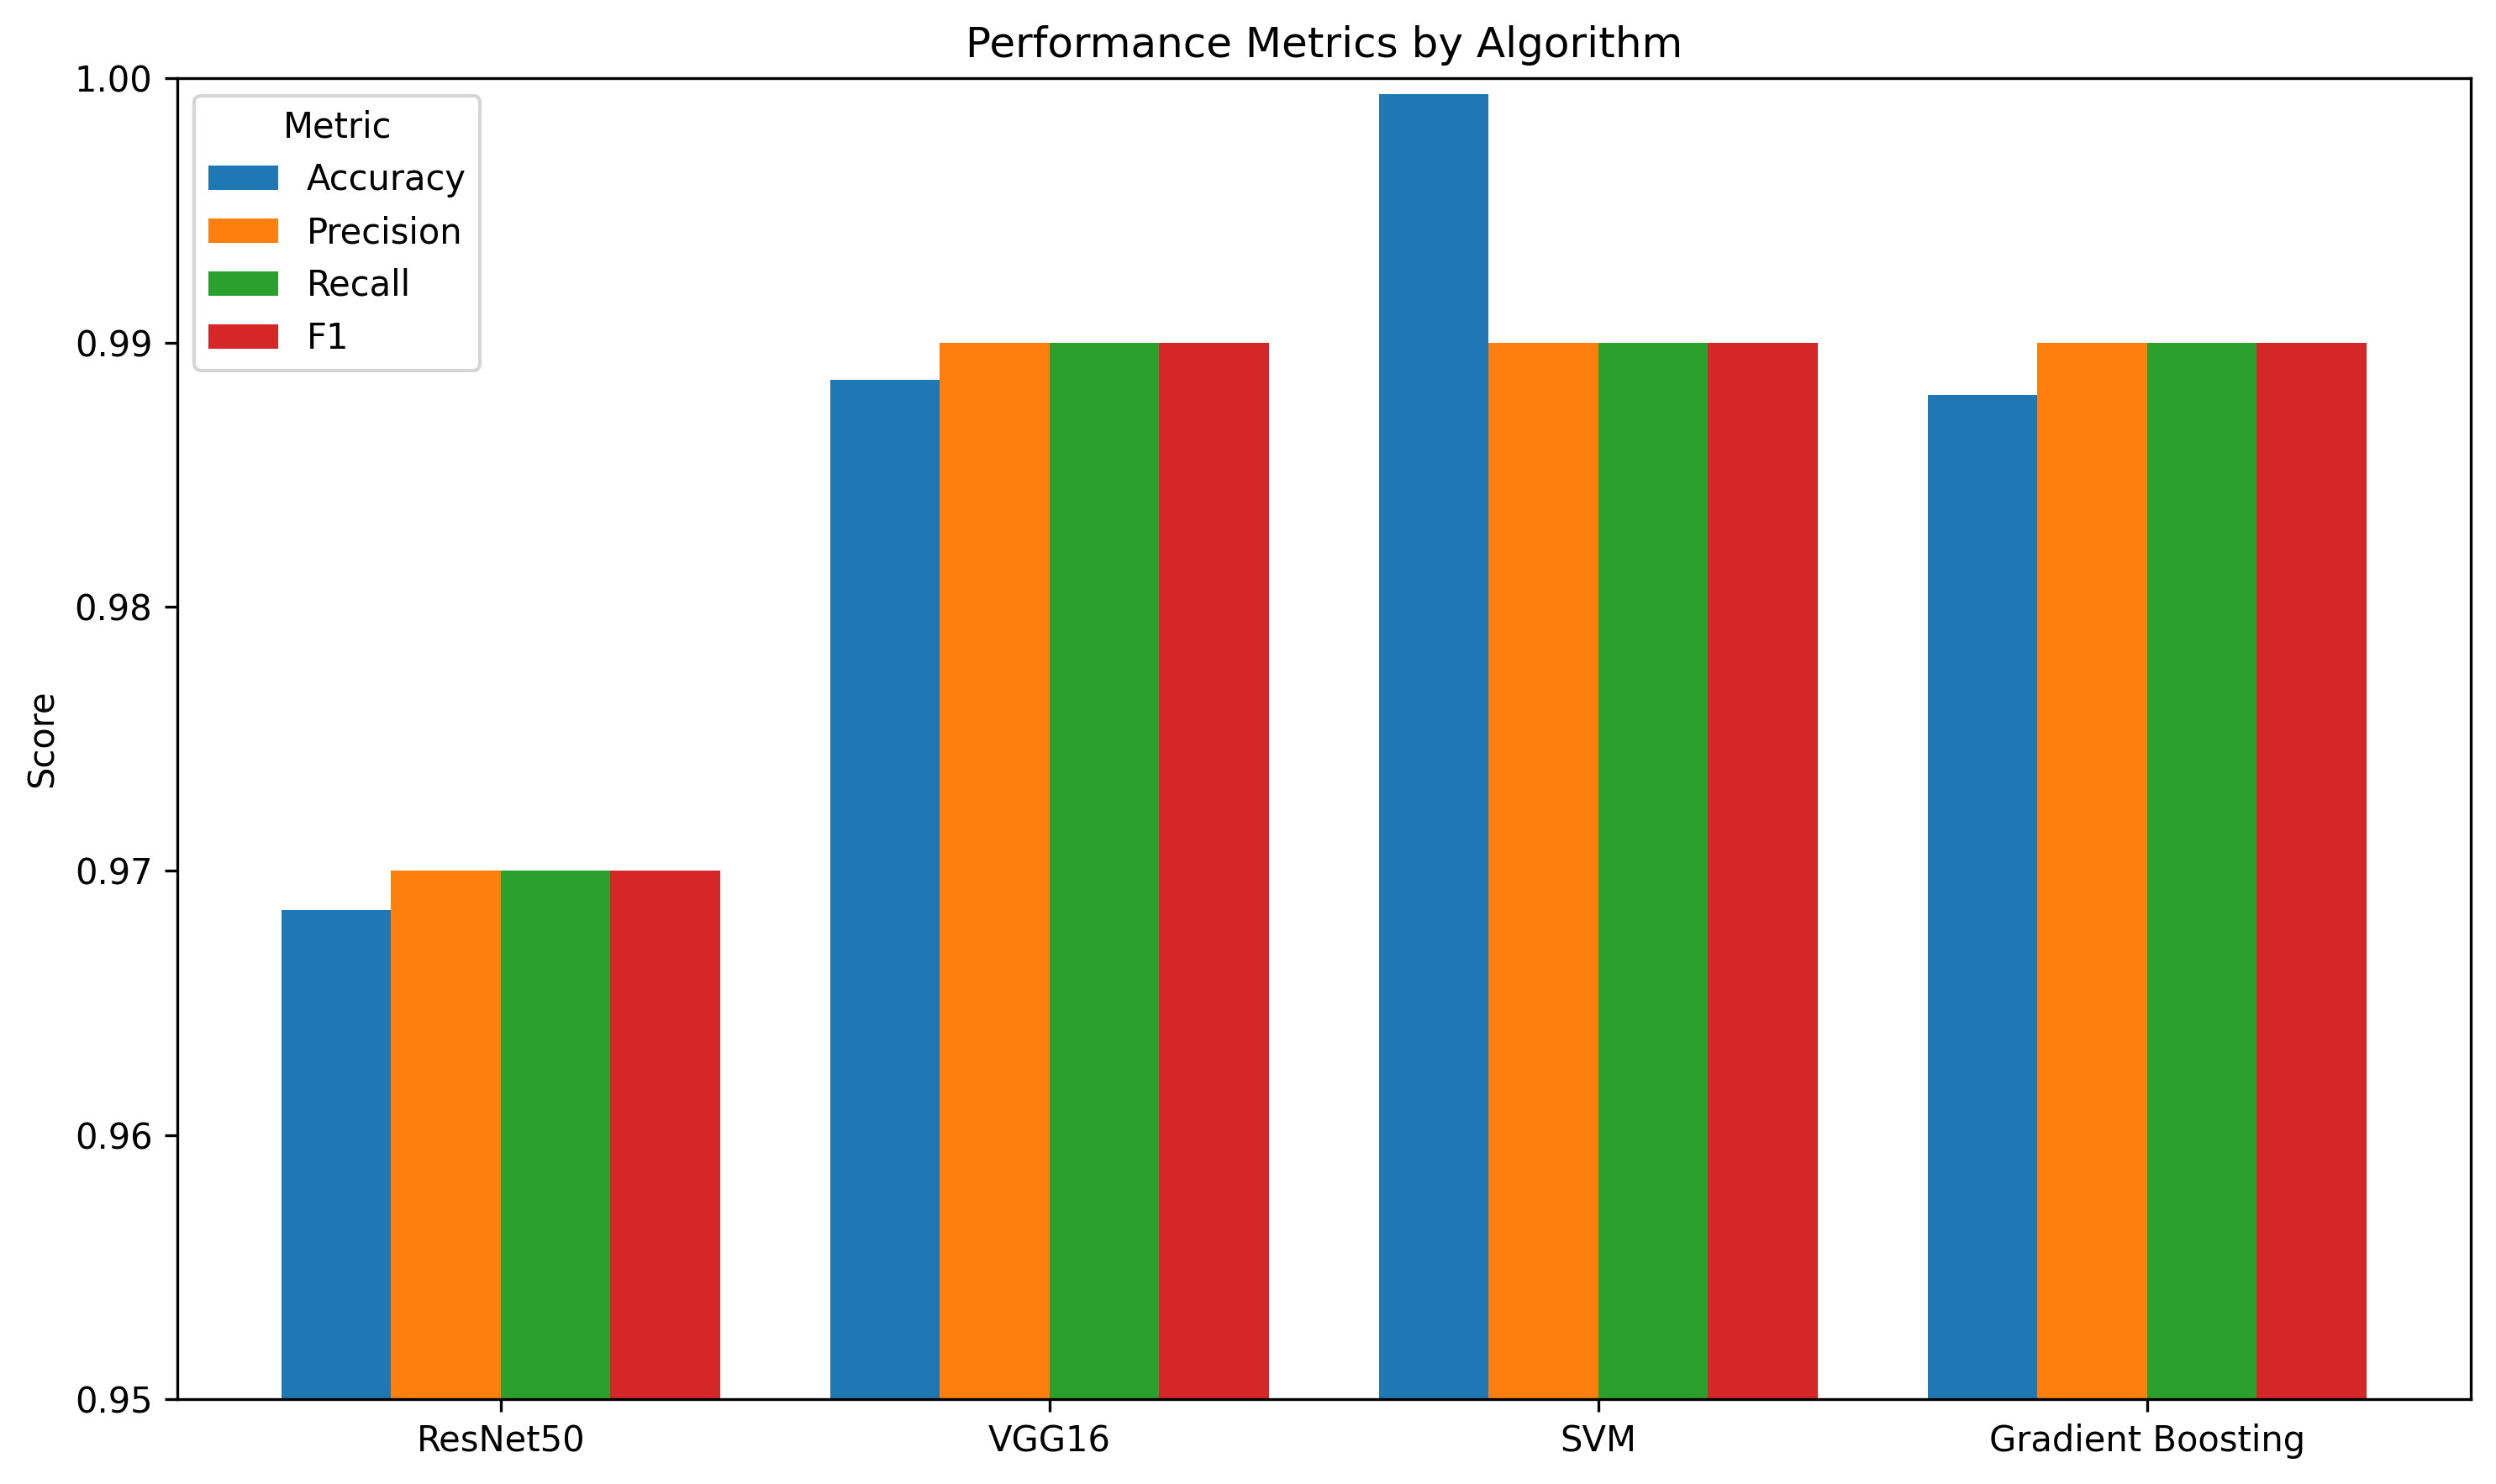 Performance Metrics by Algorithm
Metric
Accuracy
Precision
Recall
F1
Score
1.00
0.99
0.98
0.97
0.96
0.95
ResNet50
VGG16
SVM
Gradient Boosting